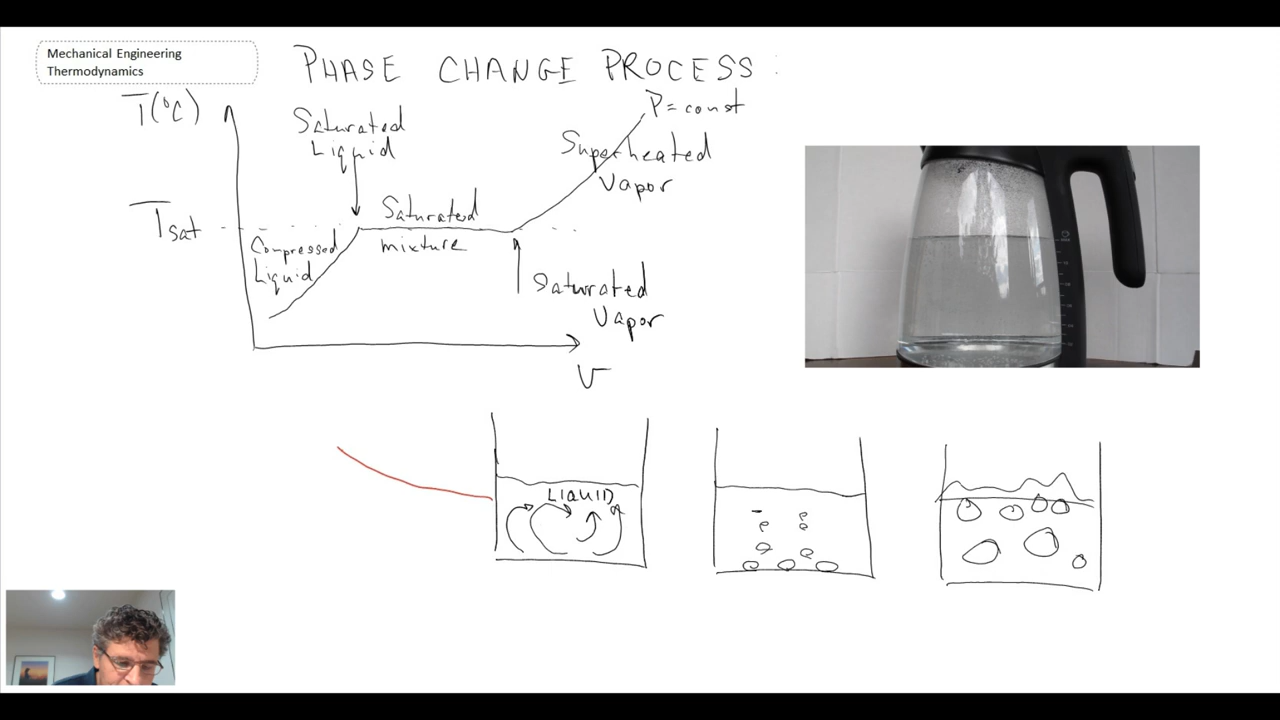 Mechanical Engineering
Thermodynamics
PHASE CHANGE PROCESS:
T(°C)
P=const
Saturated
Liquid
Superheated
Vapor
Tsat
Saturated
mixture
Compressed
Liquid
Saturated
Vapor
V
LIQUID